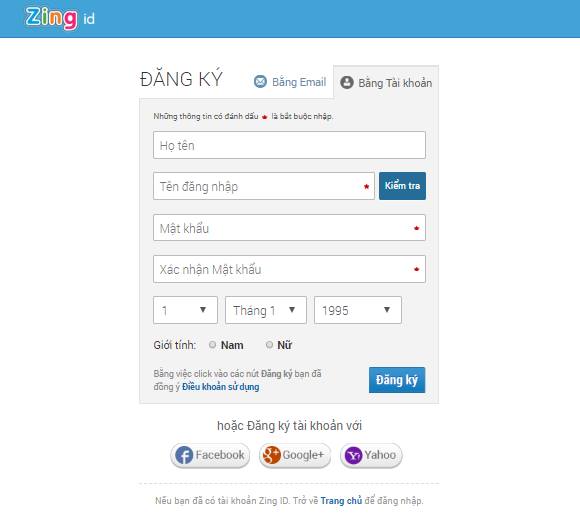 Zing id
ĐĂNG KÝ
Bằng Email
Bằng Tài khoản
Những thông tin có đánh dấu * là bắt buộc nhập.
Họ tên
Tên đăng nhập *
Kiểm tra
Mật khẩu *
Xác nhận Mật khẩu *
1 ▼ Tháng 1 ▼ 1995 ▼
Giới tính: Nam Nữ
Bằng việc click vào các nút Đăng ký bạn đã
đồng ý Điều khoản sử dụng
Đăng ký
hoặc Đăng ký tài khoản với
Facebook Google+ Yahoo
Nếu bạn đã có tài khoản Zing ID. Trở về Trang chủ để đăng nhập.